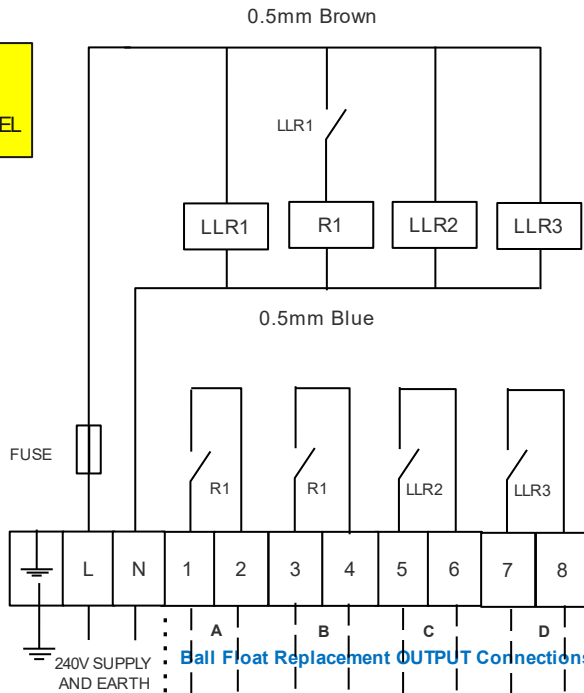 0.5mm Brown
EL
LLR1
LLR1 R1 LLR2 LLR3
0.5mm Blue
FUSE
R1 R1 LLR2 LLR3
L N 1 2 3 4 5 6 7 8
A B C D
240V SUPPLY
AND EARTH
Ball Float Replacement OUTPUT Connections